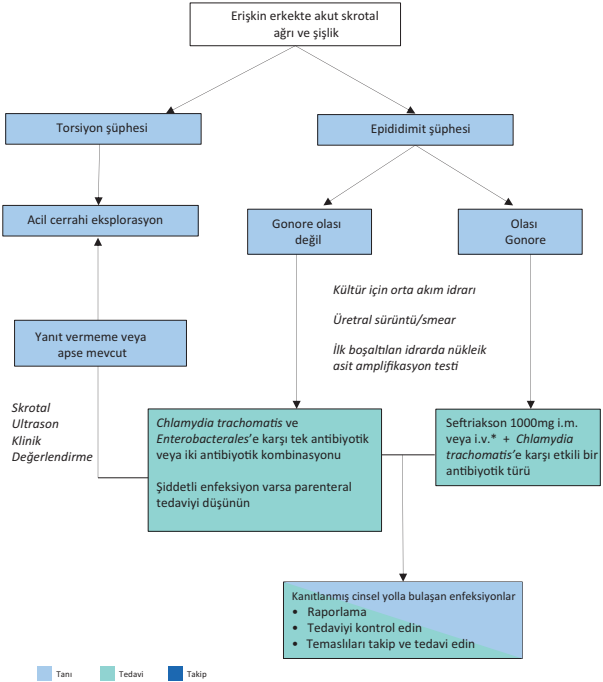 Erişkin erkekte akut skrotal
ağrı ve şişlik
Torsiyon şüphesi
Epididimit şüphesi
Acil cerrahi eksplorasyon
Gonore olası
değil
Olası
Gonore
Kültür için orta akım idrarı
Üretral sürüntü/smear
İlk boşaltılan idrarda nükleik
asit amplifikasyon testi
Yanıt vermeme veya
apse mevcut
Skrotal
Ultrason
Klinik
Değerlendirme
Chlamydia trachomatis ve
Enterobacterales'e karşı tek antibiyotik
veya iki antibiyotik kombinasyonu
Şiddetli enfeksiyon varsa parenteral
tedaviyi düşünün
Seftriakson 1000mg i.m.
veya i.v.* + Chlamydia
trachomatis'e karşı etkili bir
antibiyotik türü
Kanıtlanmış cinsel yolla bulaşan enfeksiyonlar
• Raporlama
• Tedaviyi kontrol edin
• Temaslıları takip ve tedavi edin
Tanı
Tedavi
Takip